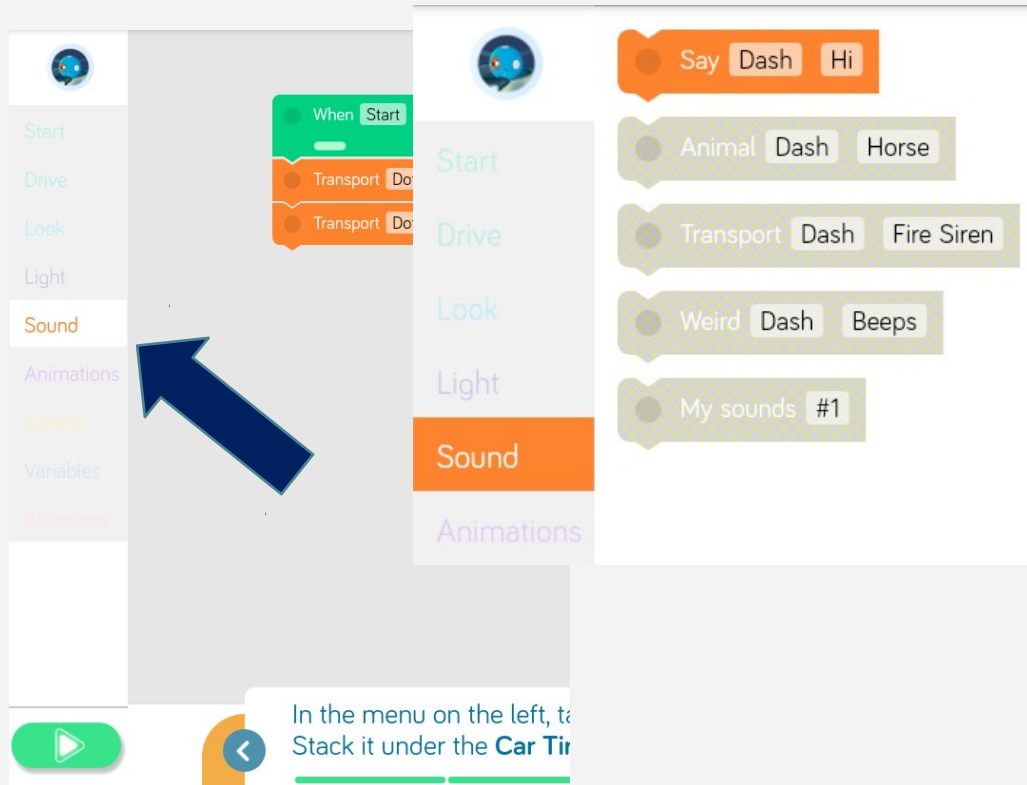 Start
Drive
Look
Light
Sound
Animations
Control
Variables
Accessory
When Start
Transport Do
Transport Do
Start
Drive
Look
Light
Sound
Animations
Say Dash Hi
Animal Dash Horse
Transport Dash Fire Siren
Weird Dash Beeps
My sounds #1
In the menu on the left, ta
Stack it under the Car Tir